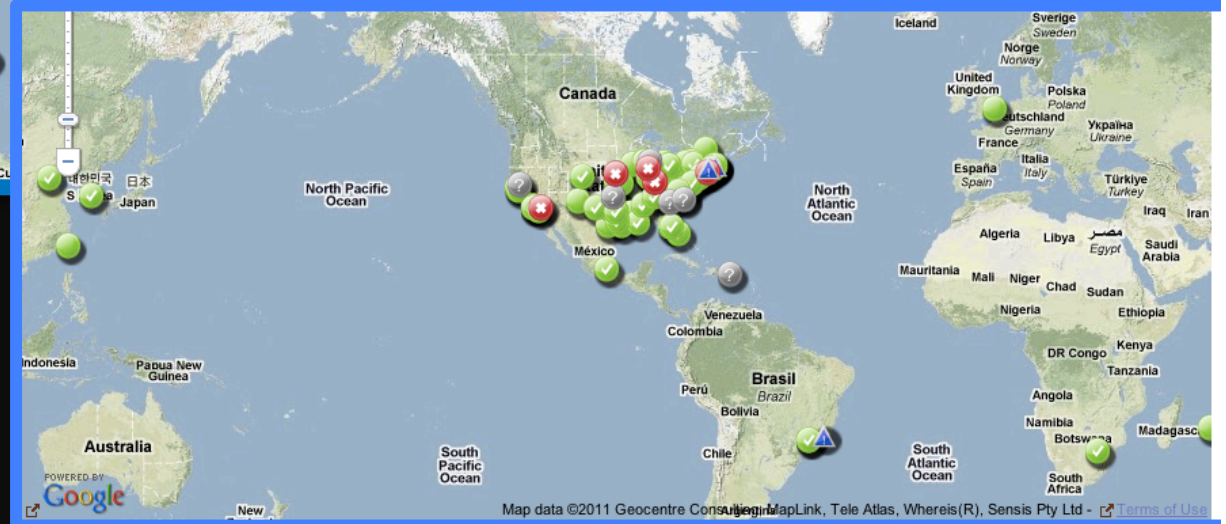 Iceland
Sverige
Sweden
Norge
Norway
Canada
United
Kingdom
Polska
Poland
Germany
Україна
Ukraine
France
Italia
Italy
España
Spain
Türkiye
Turkey
대한민국
日本
Japan
North Pacific
Ocean
North
Atlantic
Ocean
Iraq
Iran
Algeria
Libya
مصر
Egypt
Saudi
Arabia
México
Mauritania
Mali
Niger
Chad
Sudan
Nigeria
Ethiopia
Venezuela
Colombia
Indonesia
Papua New
Guinea
DR Congo
Kenya
Tanzania
Perú
Brasil
Brazil
Bolivia
Angola
Namibia
Botswana
Australia
South
Pacific
Ocean
Chile
South
Atlantic
Ocean
South
Africa
POWERED BY
Google
New
Map data ©2011 Geocentre Consulting, MapLink, Tele Atlas, Whereis(R), Sensis Pty Ltd - Terms of Use